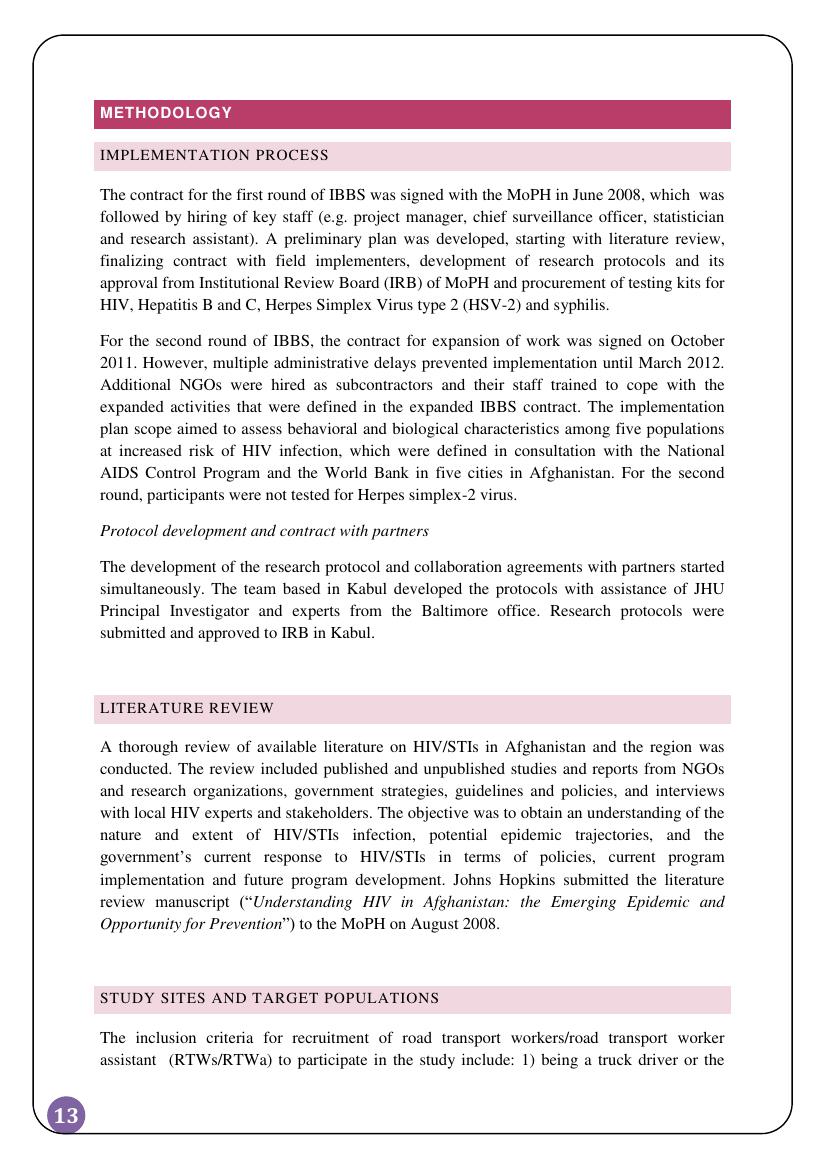 METHODOLOGY
IMPLEMENTATION PROCESS
The contract for the first round of IBBS was signed with the MoPH in June 2008, which  was
followed by hiring of key staff (e.g. project manager, chief surveillance officer, statistician
and research assistant). A preliminary plan was developed, starting with literature review,
finalizing contract with field implementers, development of research protocols and its
approval from Institutional Review Board (IRB) of MoPH and procurement of testing kits for
HIV, Hepatitis B and C, Herpes Simplex Virus type 2 (HSV-2) and syphilis.
For the second round of IBBS, the contract for expansion of work was signed on October
2011. However, multiple administrative delays prevented implementation until March 2012.
Additional NGOs were hired as subcontractors and their staff trained to cope with the
expanded activities that were defined in the expanded IBBS contract. The implementation
plan scope aimed to assess behavioral and biological characteristics among five populations
at increased risk of HIV infection, which were defined in consultation with the National
AIDS Control Program and the World Bank in five cities in Afghanistan. For the second
round, participants were not tested for Herpes simplex-2 virus.
Protocol development and contract with partners
The development of the research protocol and collaboration agreements with partners started
simultaneously. The team based in Kabul developed the protocols with assistance of JHU
Principal Investigator and experts from the Baltimore office. Research protocols were
submitted and approved to IRB in Kabul.
LITERATURE REVIEW
A thorough review of available literature on HIV/STIs in Afghanistan and the region was
conducted. The review included published and unpublished studies and reports from NGOs
and research organizations, government strategies, guidelines and policies, and interviews
with local HIV experts and stakeholders. The objective was to obtain an understanding of the
nature and extent of HIV/STIs infection, potential epidemic trajectories, and the
government’s current response to HIV/STIs in terms of policies, current program
implementation and future program development. Johns Hopkins submitted the literature
review manuscript (“Understanding HIV in Afghanistan: the Emerging Epidemic and
Opportunity for Prevention”) to the MoPH on August 2008.
STUDY SITES AND TARGET POPULATIONS
The inclusion criteria for recruitment of road transport workers/road transport worker
assistant  (RTWs/RTWa) to participate in the study include: 1) being a truck driver or the
13